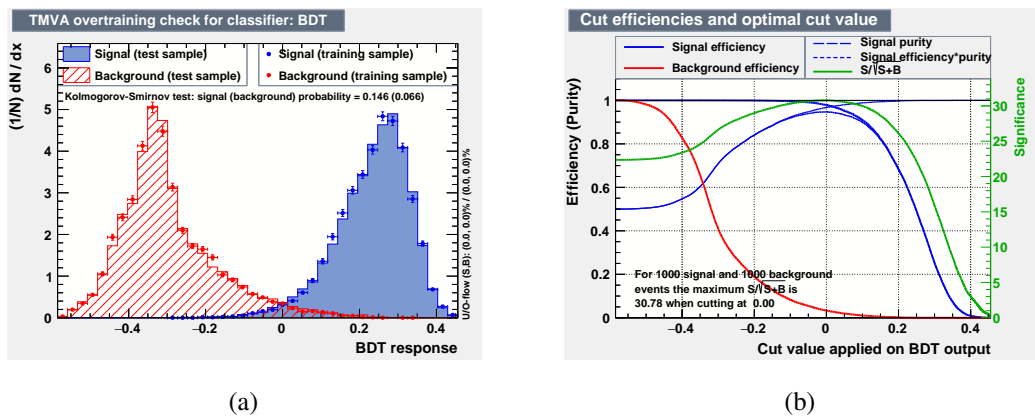 TMVA overtraining check for classifier: BDT
(1/N) dN / dx
Signal (test sample)
Background (test sample)
Signal (training sample)
Background (training sample)
Kolmogorov-Smirnov test: signal (background) probability = 0.146 (0.066)
6
5
4
3
2
1
0
−0.4
−0.2
0
0.2
0.4
BDT response
U/O-flow (S,B): (0.0, 0.0)% / (0.0, 0.0)%
(a)
Cut efficiencies and optimal cut value
Signal efficiency
Background efficiency
Signal purity
Signal efficiency*purity
S/√S+B
Efficiency (Purity)
1
0.8
0.6
0.4
0.2
0
For 1000 signal and 1000 background
events the maximum S/√S+B is
30.78 when cutting at 0.00
−0.4
−0.2
0
0.2
0.4
Cut value applied on BDT output
30
25
20
15
10
5
0
Significance
(b)